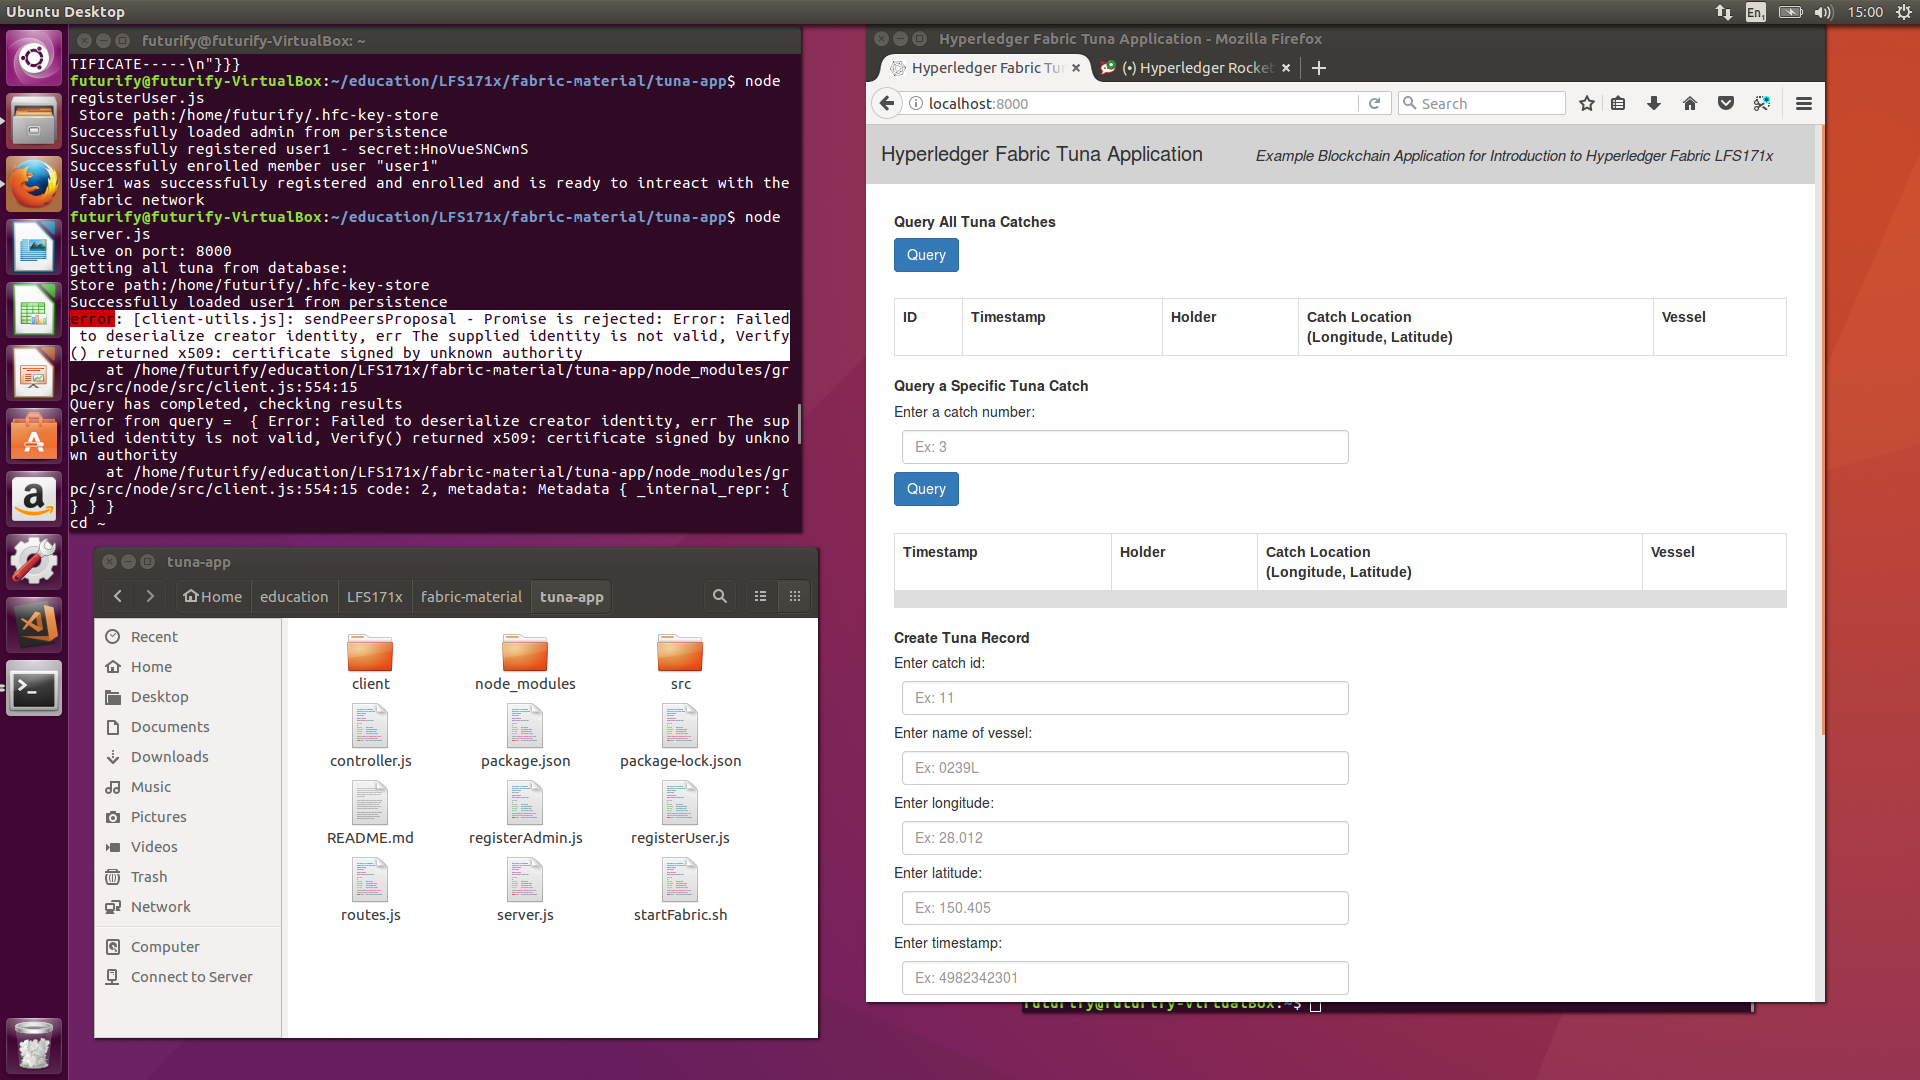 Ubuntu Desktop
En1
15:00
futurify@futurify-VirtualBox: ~
TIFICATE-----\n"}}}
futurify@futurify-VirtualBox:~/education/LFS171x/fabric-material/tuna-app$ node
registerUser.js
 Store path:/home/futurify/.hfc-key-store
Successfully loaded admin from persistence
Successfully registered user1 - secret:HnoVueSNCwnS
Successfully enrolled member user "user1"
User1 was successfully registered and enrolled and is ready to intreact with the
 fabric network
futurify@futurify-VirtualBox:~/education/LFS171x/fabric-material/tuna-app$ node
server.js
Live on port: 8000
getting all tuna from database:
Store path:/home/futurify/.hfc-key-store
Successfully loaded user1 from persistence
error: [client-utils.js]: sendPeersProposal - Promise is rejected: Error: Failed
 to deserialize creator identity, err The supplied identity is not valid, Verify
() returned x509: certificate signed by unknown authority
    at /home/futurify/education/LFS171x/fabric-material/tuna-app/node_modules/gr
pc/src/node/src/client.js:554:15
Query has completed, checking results
error from query =  { Error: Failed to deserialize creator identity, err The sup
plied identity is not valid, Verify() returned x509: certificate signed by unkno
wn authority
    at /home/futurify/education/LFS171x/fabric-material/tuna-app/node_modules/gr
pc/src/node/src/client.js:554:15 code: 2, metadata: Metadata { _internal_repr: {
} } }
cd ~
tuna-app
Home education LFS171x fabric-material tuna-app
Recent
Home
Desktop
Documents
Downloads
Music
Pictures
Videos
Trash
Network
Computer
Connect to Server
client node_modules src
controller.js package.json package-lock.json
README.md registerAdmin.js registerUser.js
routes.js server.js startFabric.sh
Hyperledger Fabric Tuna Application - Mozilla Firefox
Hyperledger Fabric Tu (•) Hyperledger Rocket
localhost:8000 Search
Hyperledger Fabric Tuna Application Example Blockchain Application for Introduction to Hyperledger Fabric LFS171x
Query All Tuna Catches
Query
ID Timestamp Holder Catch Location Vessel
(Longitude, Latitude)
Query a Specific Tuna Catch
Enter a catch number:
Ex: 3
Query
Timestamp Holder Catch Location Vessel
(Longitude, Latitude)
Create Tuna Record
Enter catch id:
Ex: 11
Enter name of vessel:
Ex: 0239L
Enter longitude:
Ex: 28.012
Enter latitude:
Ex: 150.405
Enter timestamp:
Ex: 4982342301
futurify@futurify-VirtualBox:~$